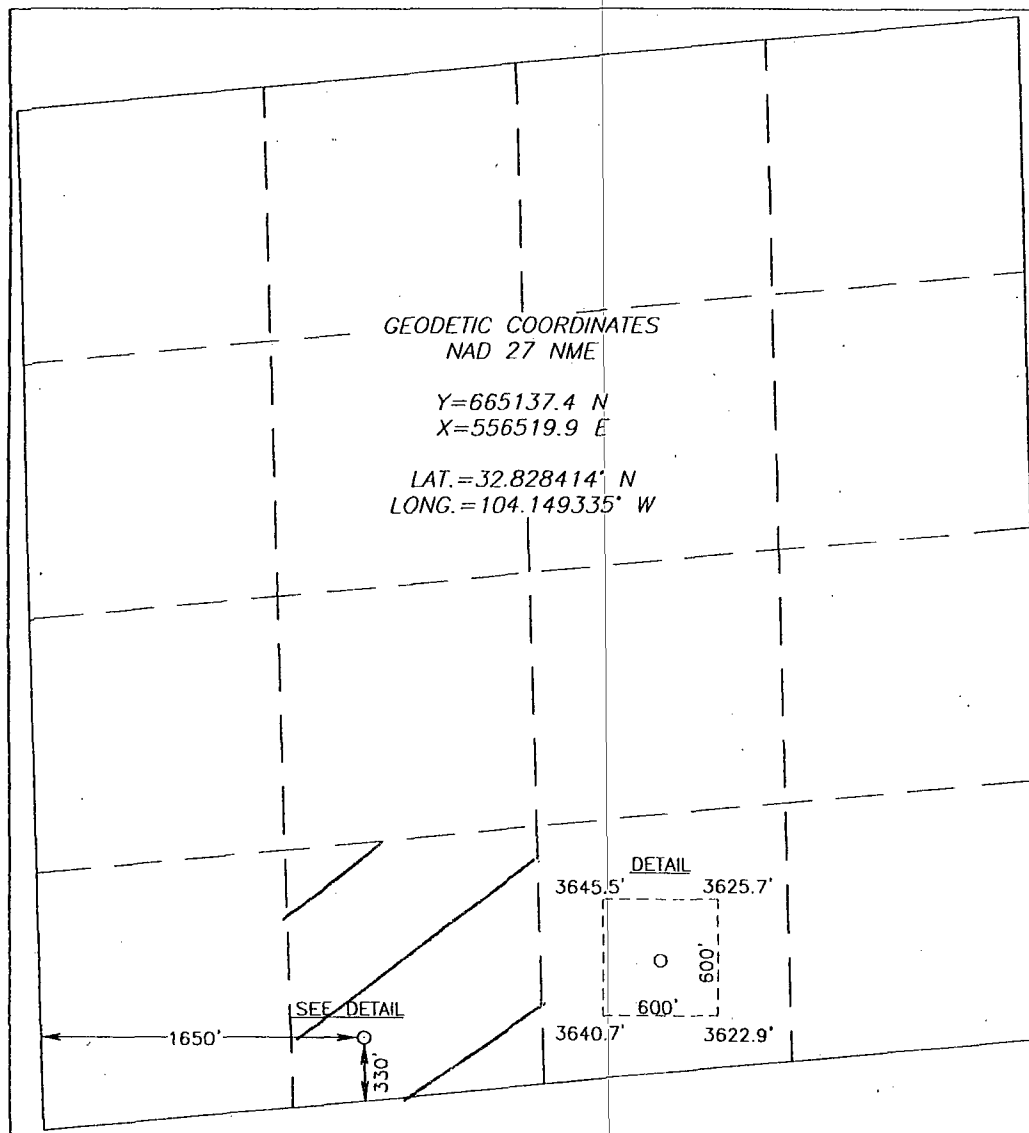 GEODETIC COORDINATES
NAD 27 NME
Y=665137.4 N
X=556519.9 E
LAT.=32.828414° N
LONG.=104.149335° W
DETAIL
3645.5' 3625.7'
600'
600'
3640.7' 3622.9'
SEE DETAIL
1650'
330'